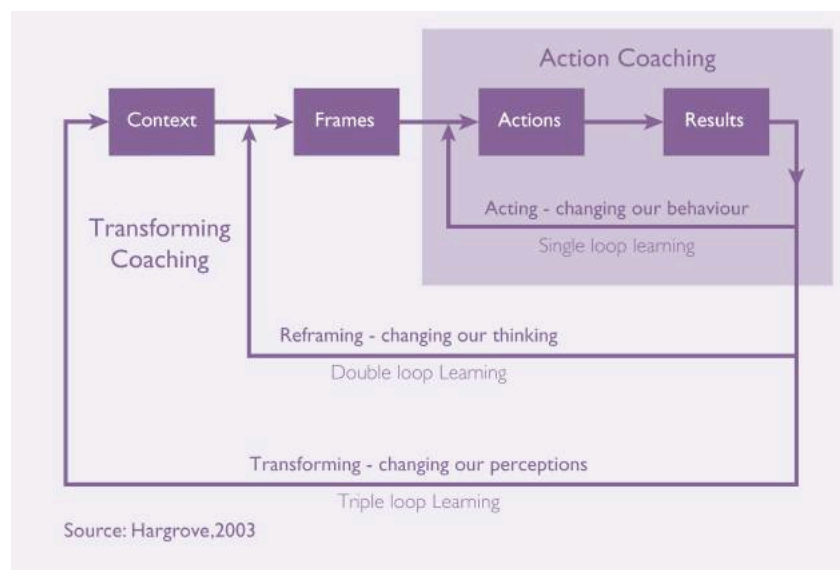 Action Coaching
Context
Frames
Actions
Results
Acting - changing our behaviour
Single loop learning
Transforming
Coaching
Reframing - changing our thinking
Double loop Learning
Transforming - changing our perceptions
Triple loop Learning
Source: Hargrove,2003